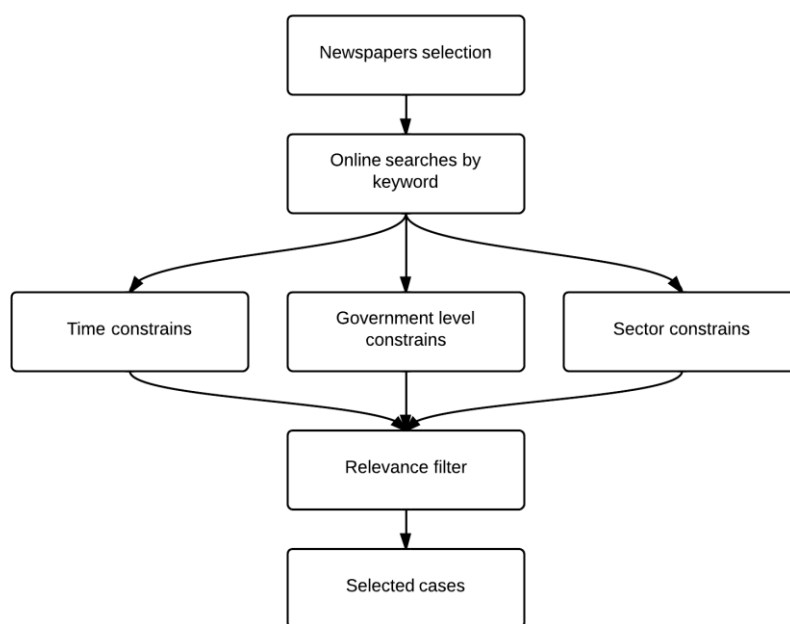 Newspapers selection
Online searches by
keyword
Time constrains
Government level
constrains
Sector constrains
Relevance filter
Selected cases